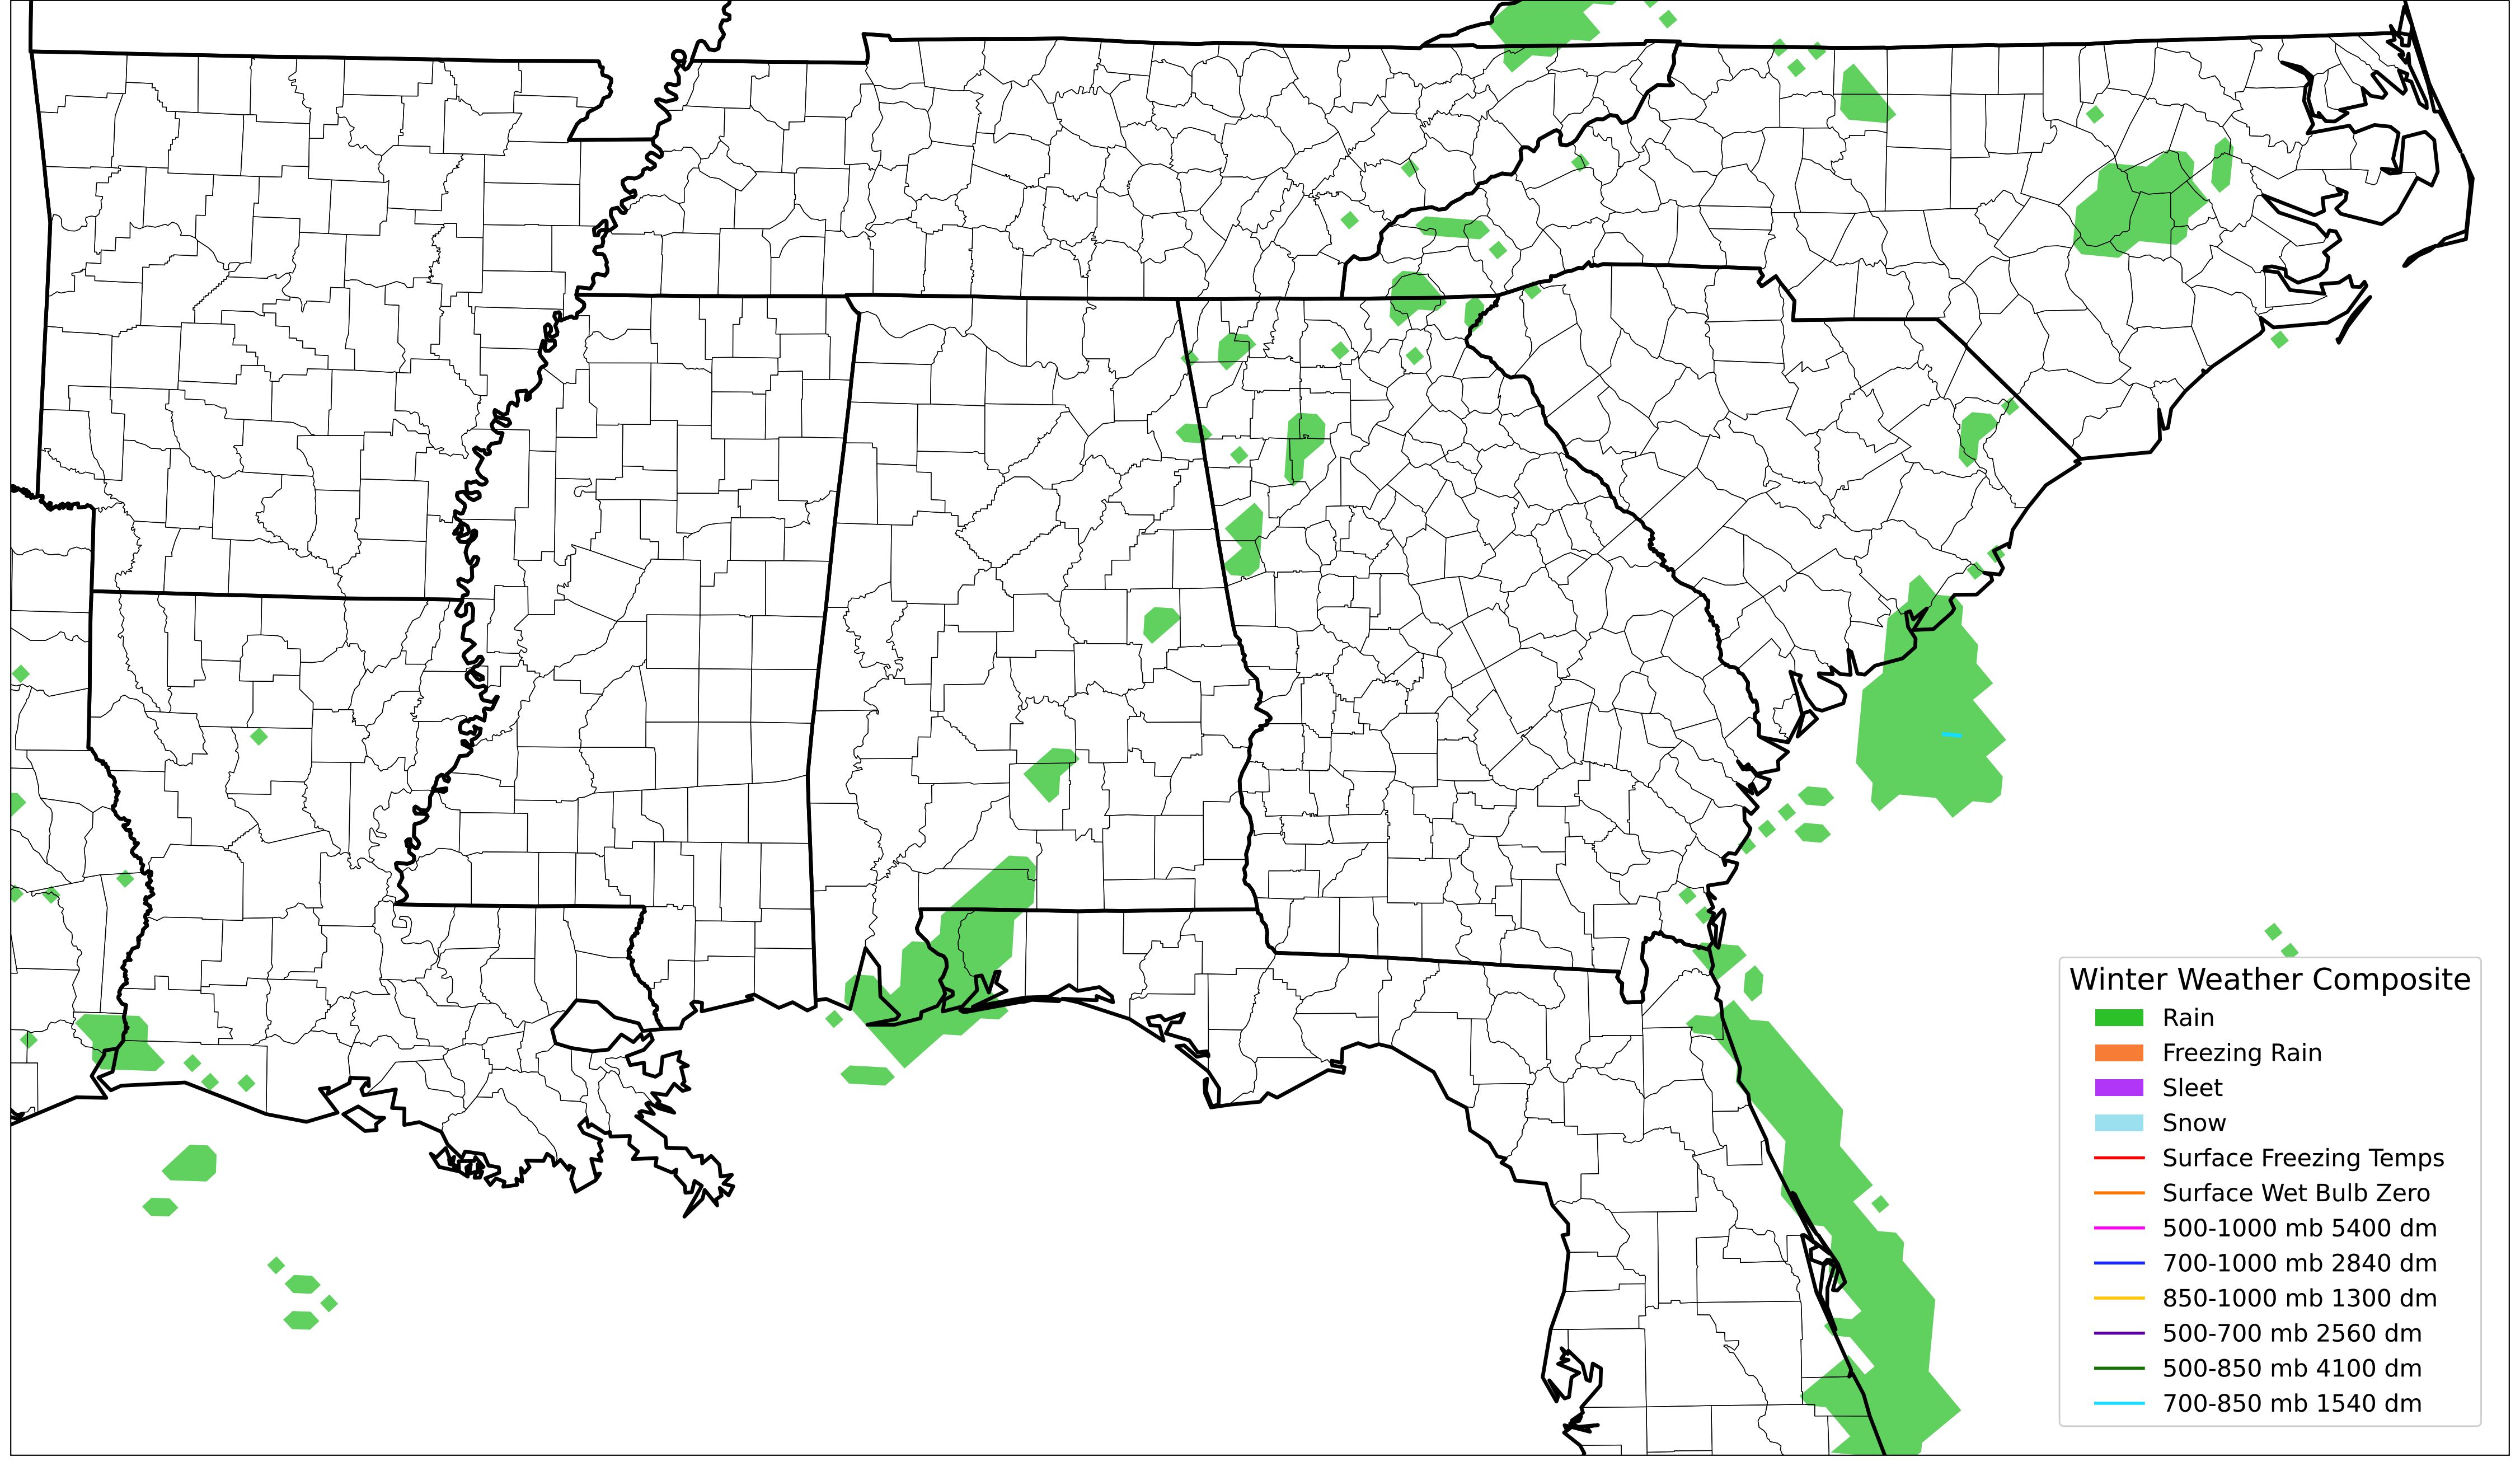 Winter Weather Composite
Rain
Freezing Rain
Sleet
Snow
Surface Freezing Temps
Surface Wet Bulb Zero
500-1000 mb 5400 dm
700-1000 mb 2840 dm
850-1000 mb 1300 dm
500-700 mb 2560 dm
500-850 mb 4100 dm
700-850 mb 1540 dm